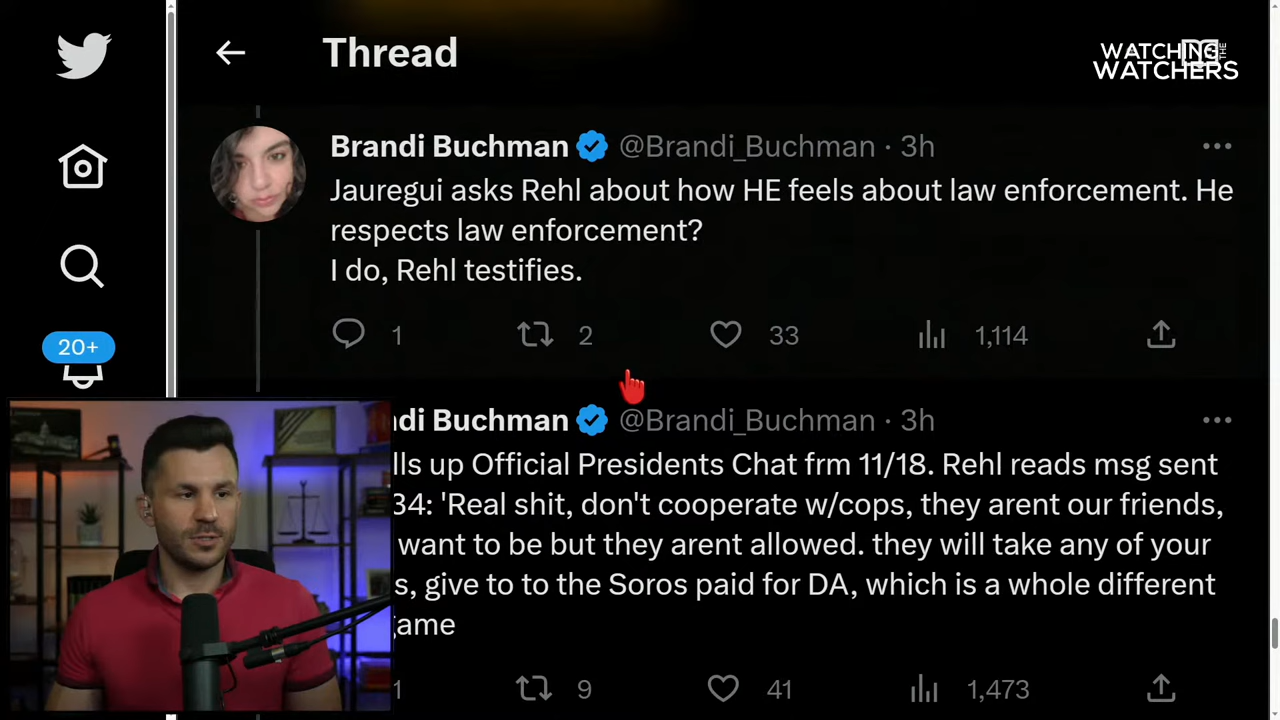 Thread
WATCHING THE
WATCHERS
Brandi Buchman @Brandi_Buchman · 3h
Jauregui asks Rehl about how HE feels about law enforcement. He
respects law enforcement?
I do, Rehl testifies.
1 2 33 1,114
20+
di Buchman @Brandi_Buchman · 3h
lls up Official Presidents Chat frm 11/18. Rehl reads msg sent
34: 'Real shit, don't cooperate w/cops, they arent our friends,
want to be but they arent allowed. they will take any of your
s, give to to the Soros paid for DA, which is a whole different
game
1 9 41 1,473